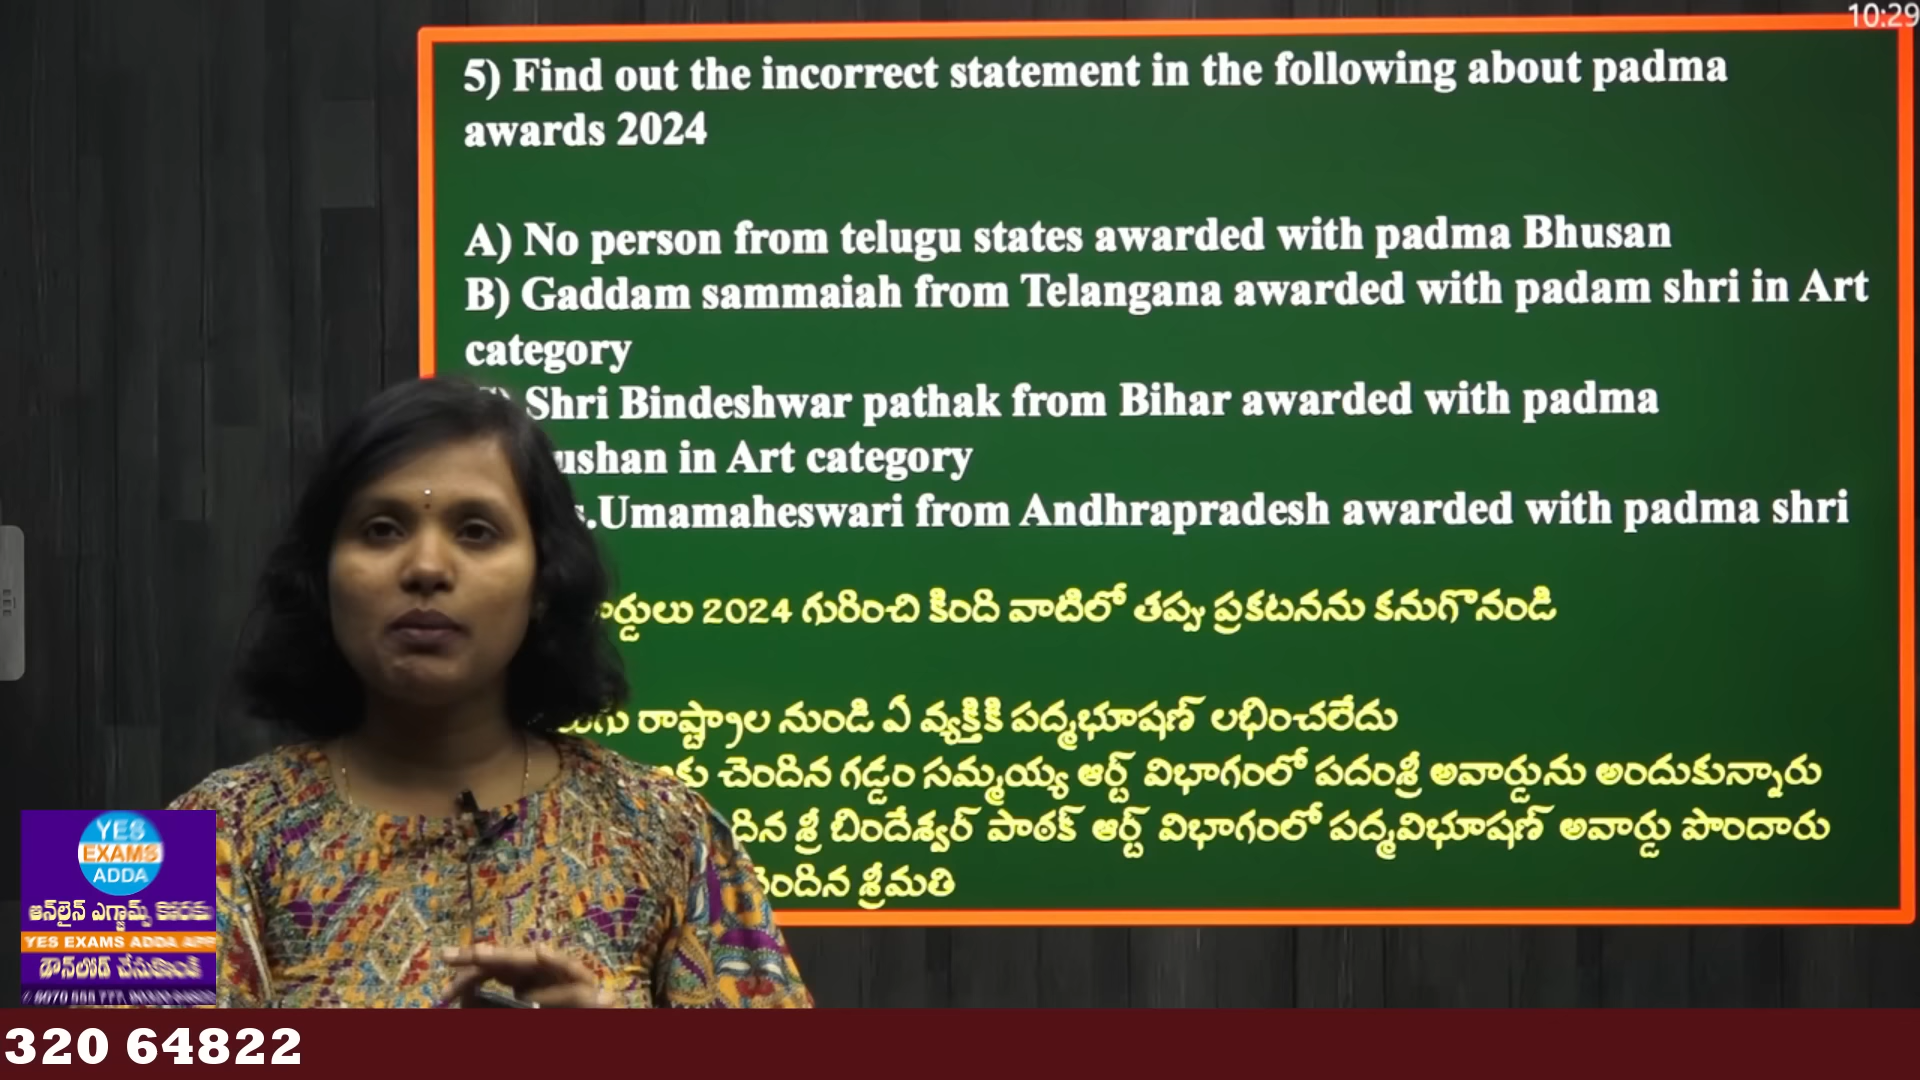 10:29
5) Find out the incorrect statement in the following about padma
awards 2024
A) No person from telugu states awarded with padma Bhusan
B) Gaddam sammaiah from Telangana awarded with padam shri in Art
category
Shri Bindeshwar pathak from Bihar awarded with padma
ushan in Art category
s.Umamaheswari from Andhrapradesh awarded with padma shri
ార్డులు 2024 గురించి కింది వాటిలో తప్పు ప్రకటనను కనుగొనండి
రాష్ట్రాల నుండి ఏ వ్యక్తికి పద్మభూషణ్ లభించలేదు
కు చెందిన గడ్డం సమ్మయ్య ఆర్ట్ విభాగంలో పదంశ్రీ అవార్డును అందుకున్నారు
దిన శ్రీ బిందేశ్వర్ పాఠక్ ఆర్ట్ విభాగంలో పద్మవిభూషణ్ అవార్డు పొందారు
చెందిన శ్రీమతి
YES
EXAMS
ADDA
ఆన్‌లైన్ ఎగ్జామ్స్ కొరకు
YES EXAMS ADDA APP
డౌన్‌లోడ్ చేసుకొండి
320 64822